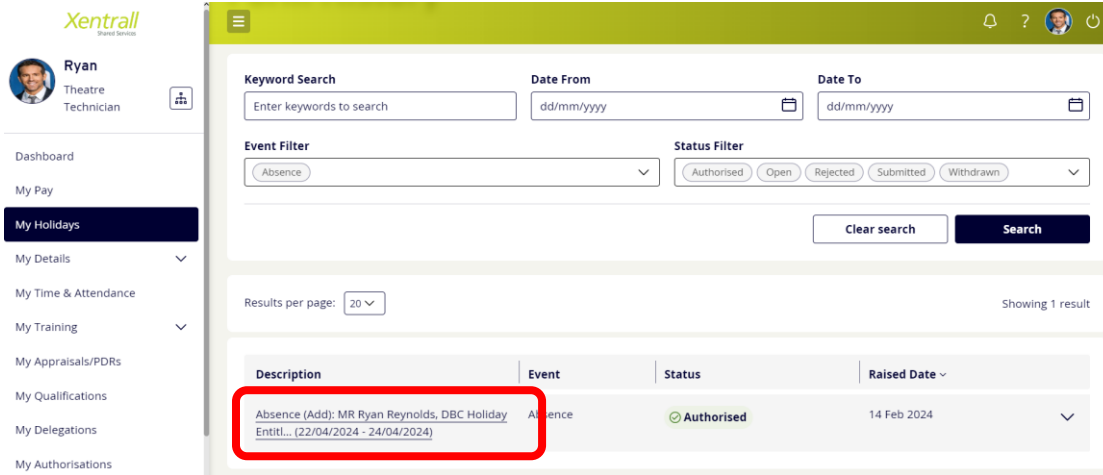 Xentrall
Shared Services
Ryan
Theatre
Technician
Dashboard
My Pay
My Holidays
My Details
My Time & Attendance
My Training
My Appraisals/PDRs
My Qualifications
My Delegations
My Authorisations
?
Keyword Search
Date From
Date To
Enter keywords to search
dd/mm/yyyy
dd/mm/yyyy
Event Filter
Status Filter
Absence
Authorised Open Rejected Submitted Withdrawn
Clear search
Search
Results per page: 20
Showing 1 result
Description Event Status Raised Date
Absence (Add): MR Ryan Reynolds, DBC Holiday
Entitl... (22/04/2024 - 24/04/2024)
Authorised
14 Feb 2024